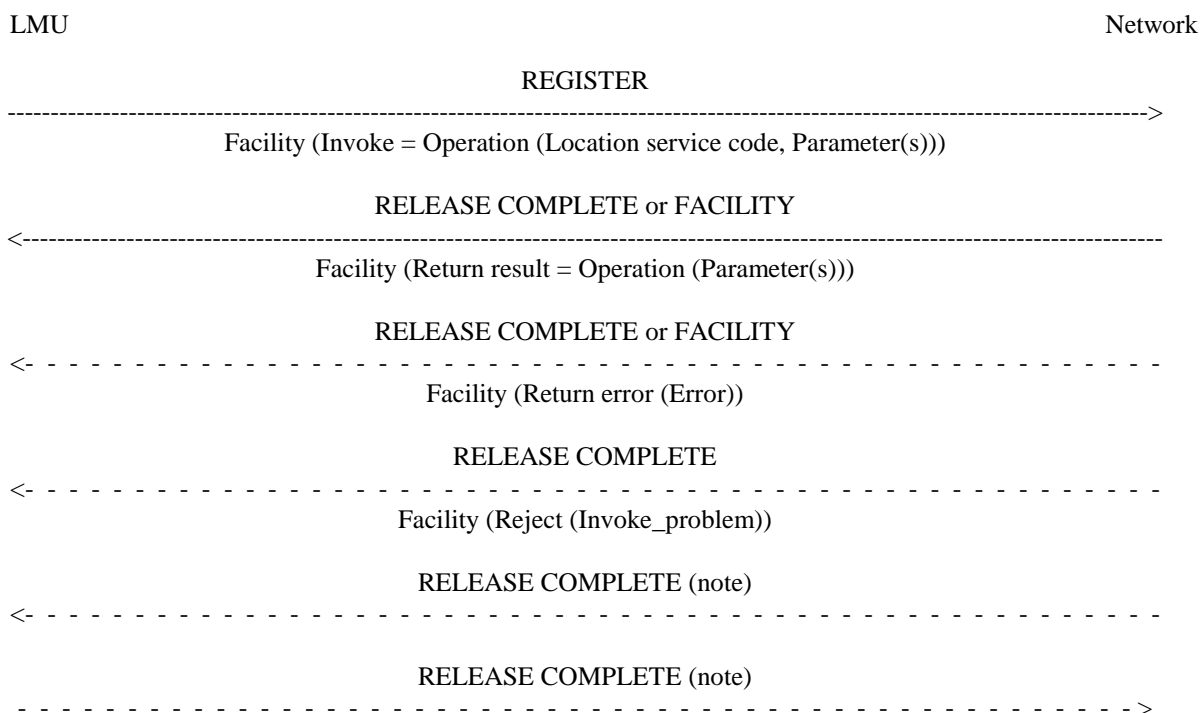 LMU Network
REGISTER
Facility (Invoke = Operation (Location service code, Parameter(s)))
RELEASE COMPLETE or FACILITY
Facility (Return result = Operation (Parameter(s)))
RELEASE COMPLETE or FACILITY
Facility (Return error (Error))
RELEASE COMPLETE
Facility (Reject (Invoke_problem))
RELEASE COMPLETE (note)
RELEASE COMPLETE (note)